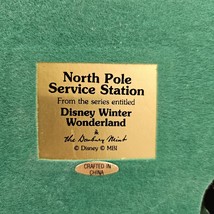 North Pole
Service Station
From the series entitled
Disney Winter
Wonderland
&
The Danbury Mint
© Disney © MBI
CRAFTED IN
CHINA